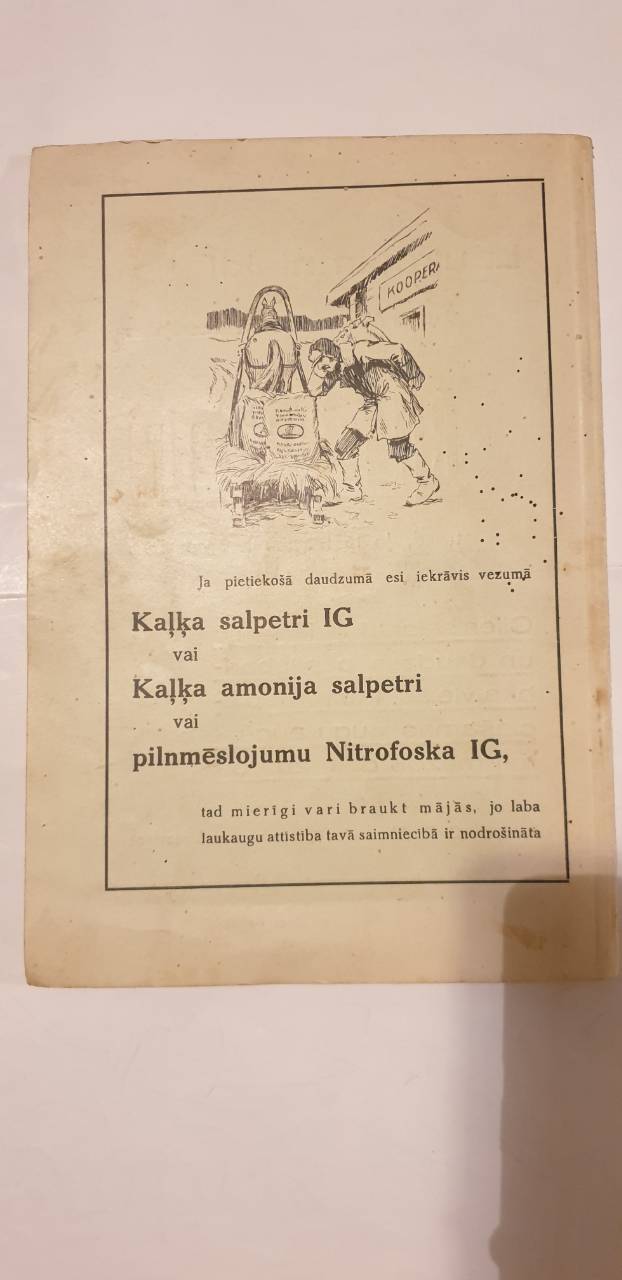 KOOPER
Ja pietiekošā daudzumā esi iekrāvis vezumā
Kaļķa salpetri IG
vai
Kaļķa amonija salpetri
vai
pilnmēslojumu Nitrofoska IG,
tad mierīgi vari braukt mājās, jo laba
laukaugu attīstība tavā saimniecībā ir nodrošināta